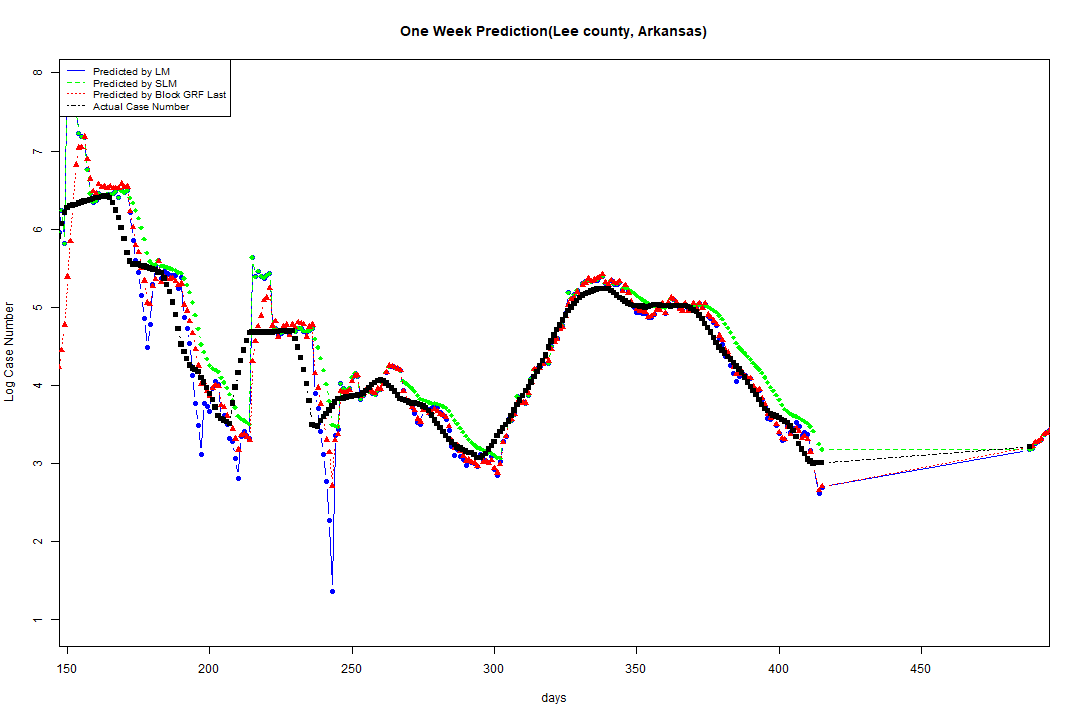 One Week Prediction(Lee county, Arkansas)
Predicted by LM
Predicted by SLM
Predicted by Block GRF Last
Actual Case Number
8
7
6
5
4
3
2
1
Log Case Number
150 200 250 300 350 400 450
days